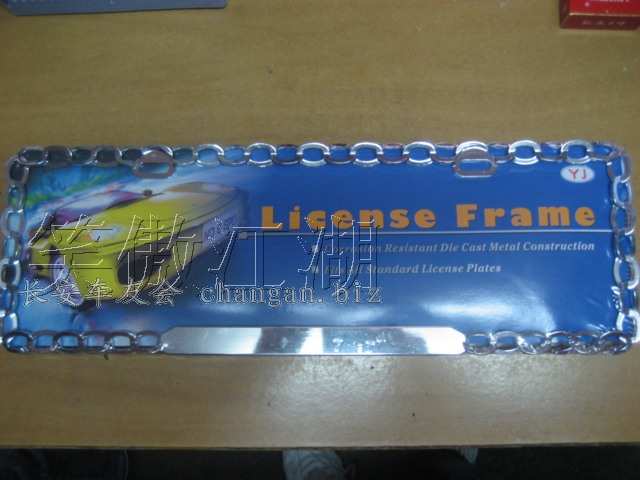 YJ
License Frame
Resistant Die Cast Metal Construction
Standard License Plates
笑傲江湖
长安车友会 changan.biz